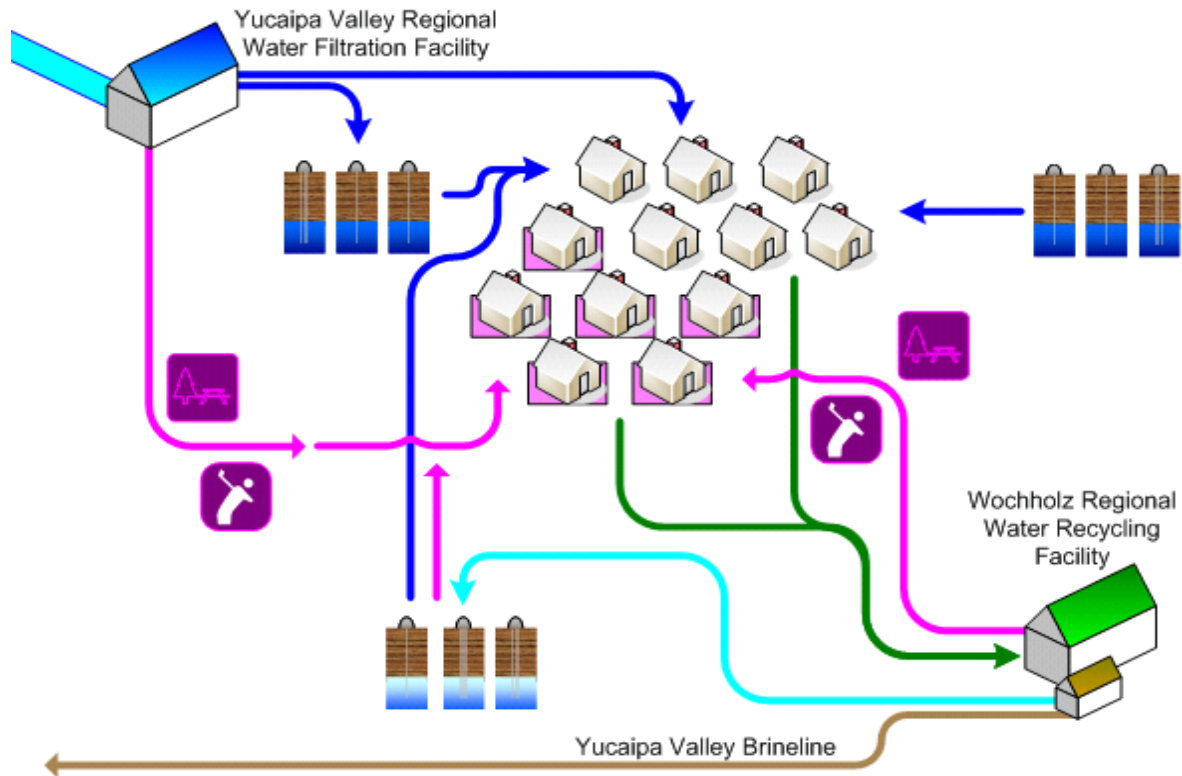 Yucaipa Valley Regional
Water Filtration Facility
Wochholz Regional
Water Recycling
Facility
Yucaipa Valley Brineline